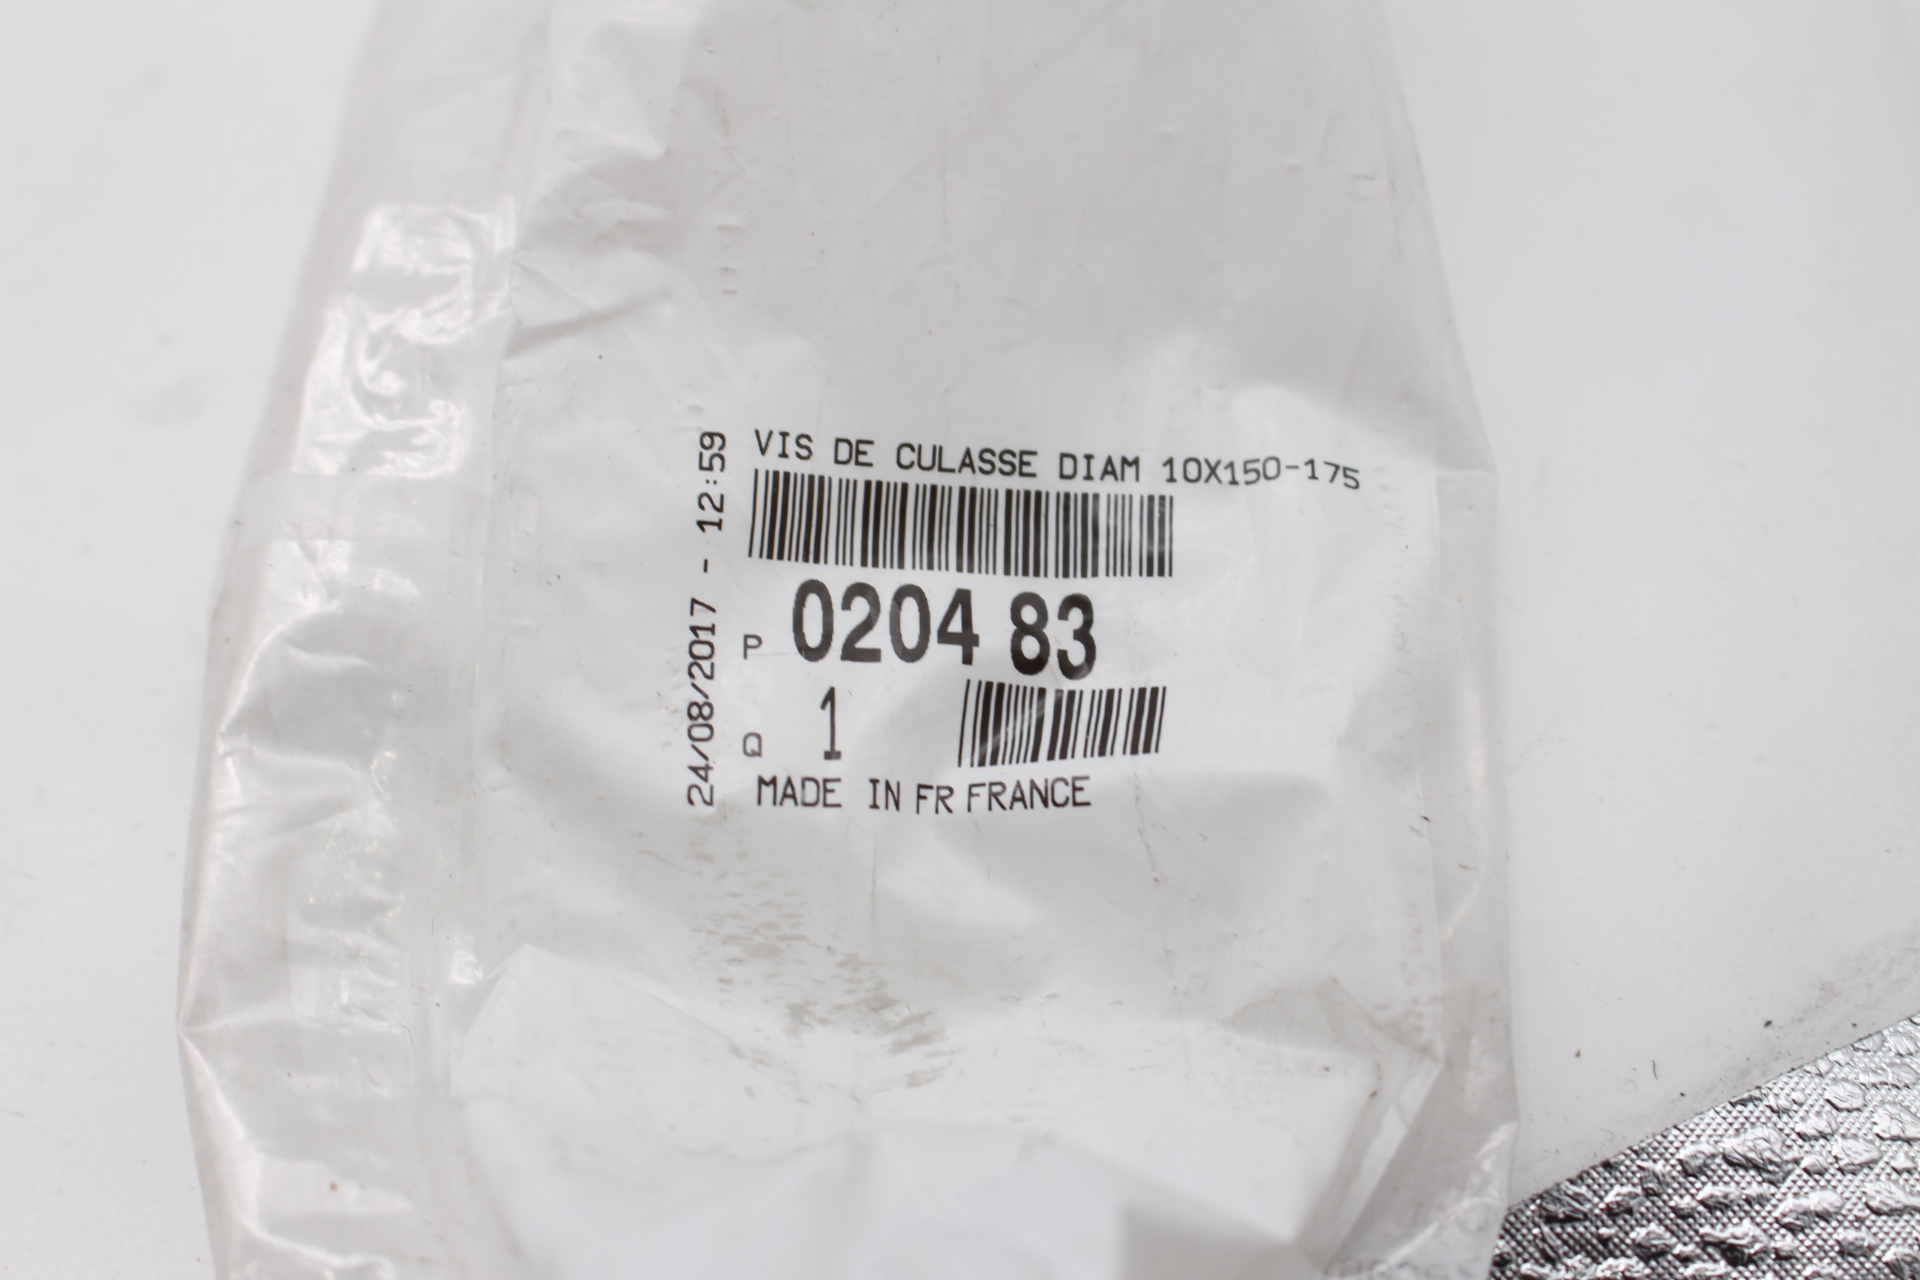 VIS DE CULASSE DIAM 10X150-175
24/08/2017 - 12:59
P 0204 83
Q 1
MADE IN FR FRANCE